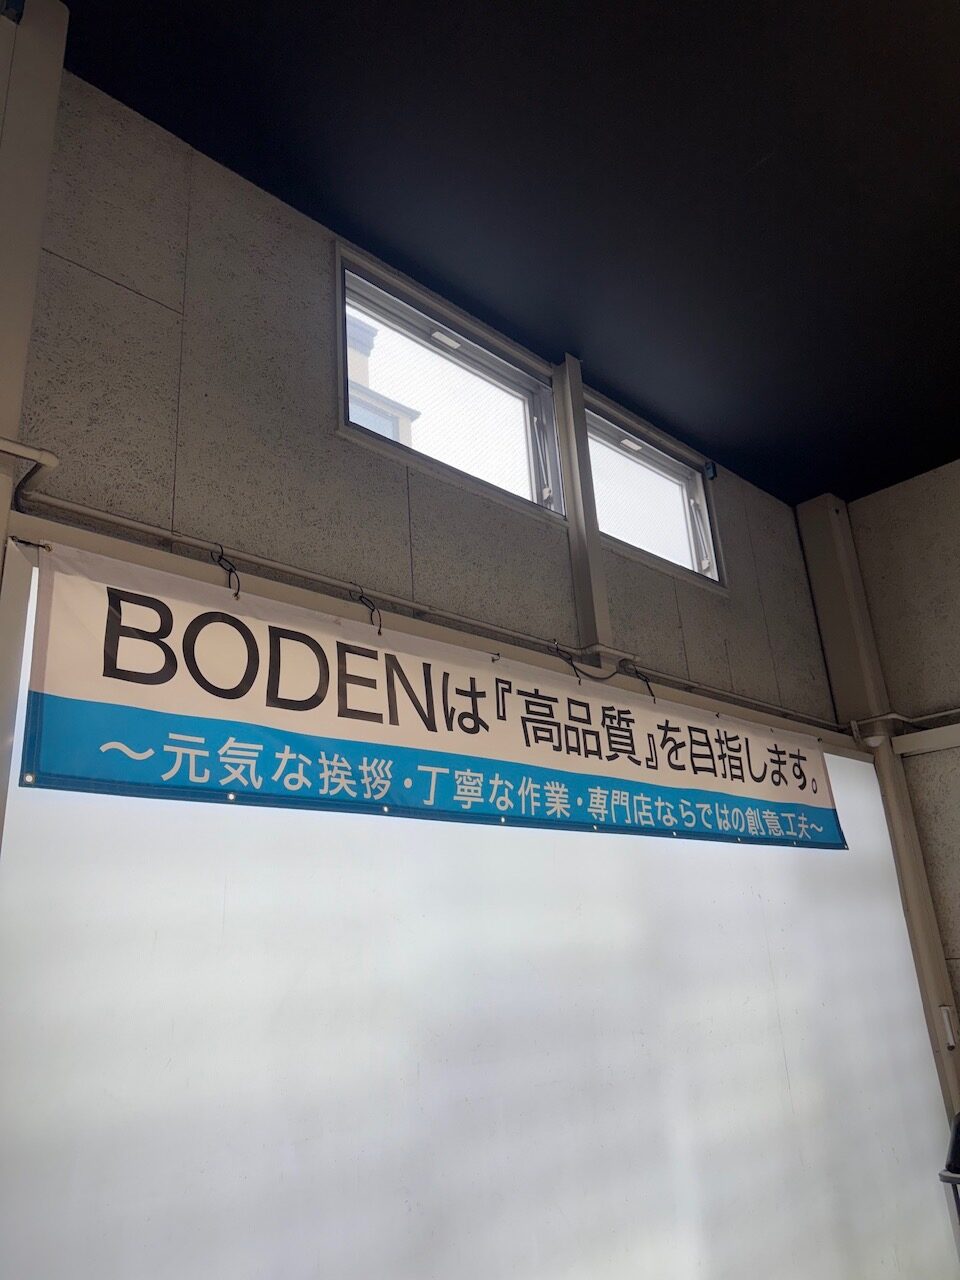 BODENは『高品質』を目指します。
～元気な挨拶・丁寧な作業・専門店ならではの創意工夫～